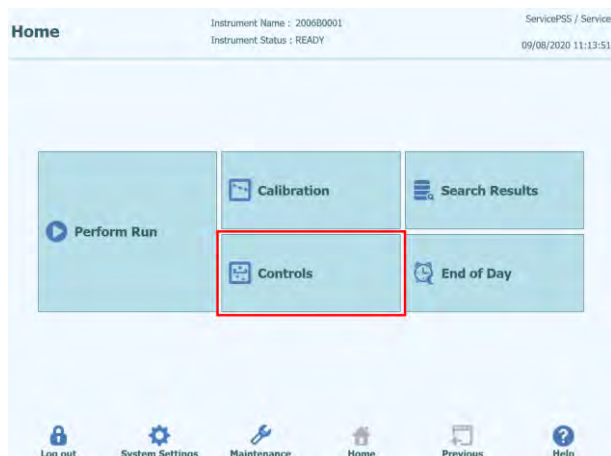 Home
Instrument Name : 2006B0001
Instrument Status : READY
ServicePSS / Service
09/08/2020 11:13:51
Perform Run
Calibration
Search Results
Controls
End of Day
Log out
System Settings
Maintenance
Home
Previous
Help